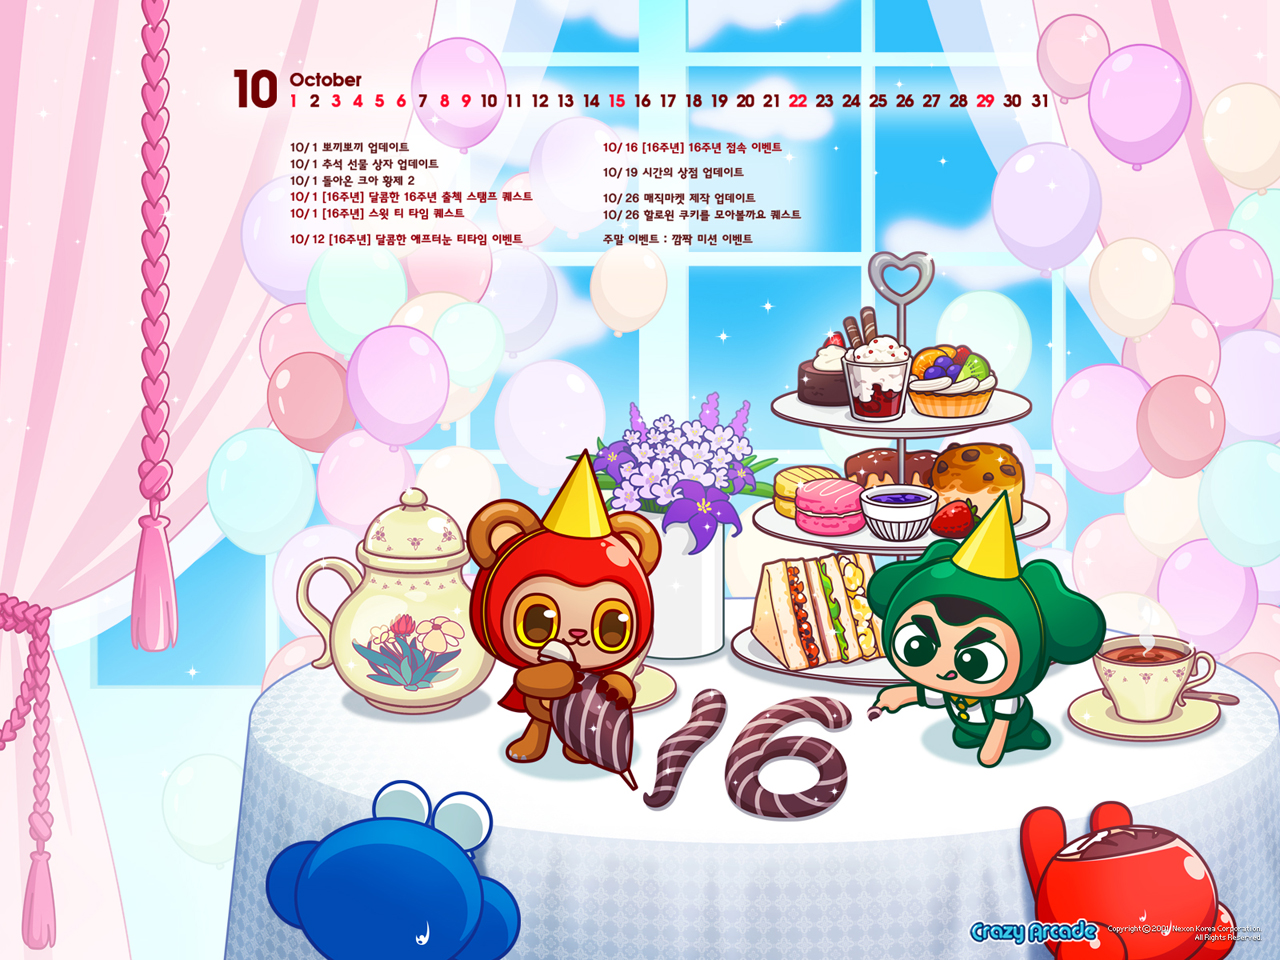 10 October
1 2 3 4 5 6 7 8 9 10 11 12 13 14 15 16 17 18 19 20 21 22 23 24 25 26 27 28 29 30 31
10/ 1 뽀끼뽀끼 업데이트
10/ 1 추석 선물 상자 업데이트
10/ 1 돌아온 크아 황제 2
10/ 1 [16주년] 달콤한 16주년 출첵 스탬프 퀘스트
10/ 1 [16주년] 스윗 티 타임 퀘스트
10/ 12 [16주년] 달콤한 애프터눈 티타임 이벤트
10/ 16 [16주년] 16주년 접속 이벤트
10/ 19 시간의 상점 업데이트
10/ 26 매직마켓 제작 업데이트
10/ 26 할로윈 쿠키를 모아볼까요 퀘스트
주말 이벤트 : 깜짝 미션 이벤트
16
Crazy Arcade
Copyright ⓒ 2001 Nexon Korea Corporation.
All Rights Reserved.